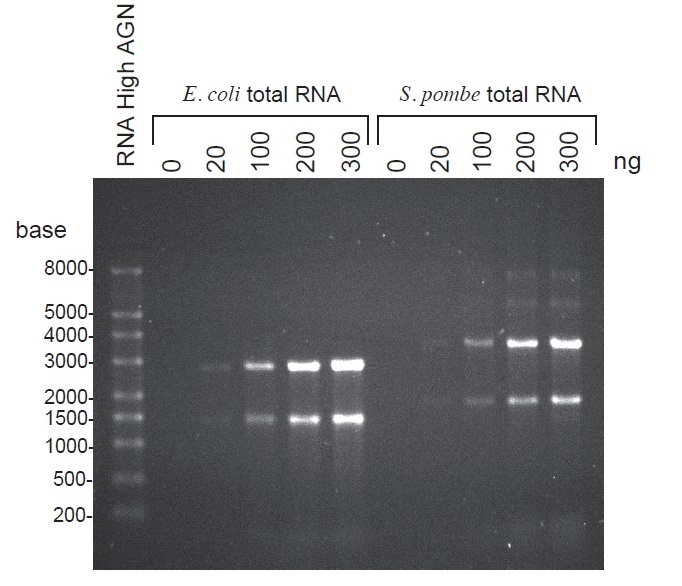 RNA High AGN
E. coli total RNA
S. pombe total RNA
0 20 100 200 300 0 20 100 200 300 ng
base
8000-
5000-
4000-
3000-
2000-
1500-
1000-
500-
200-